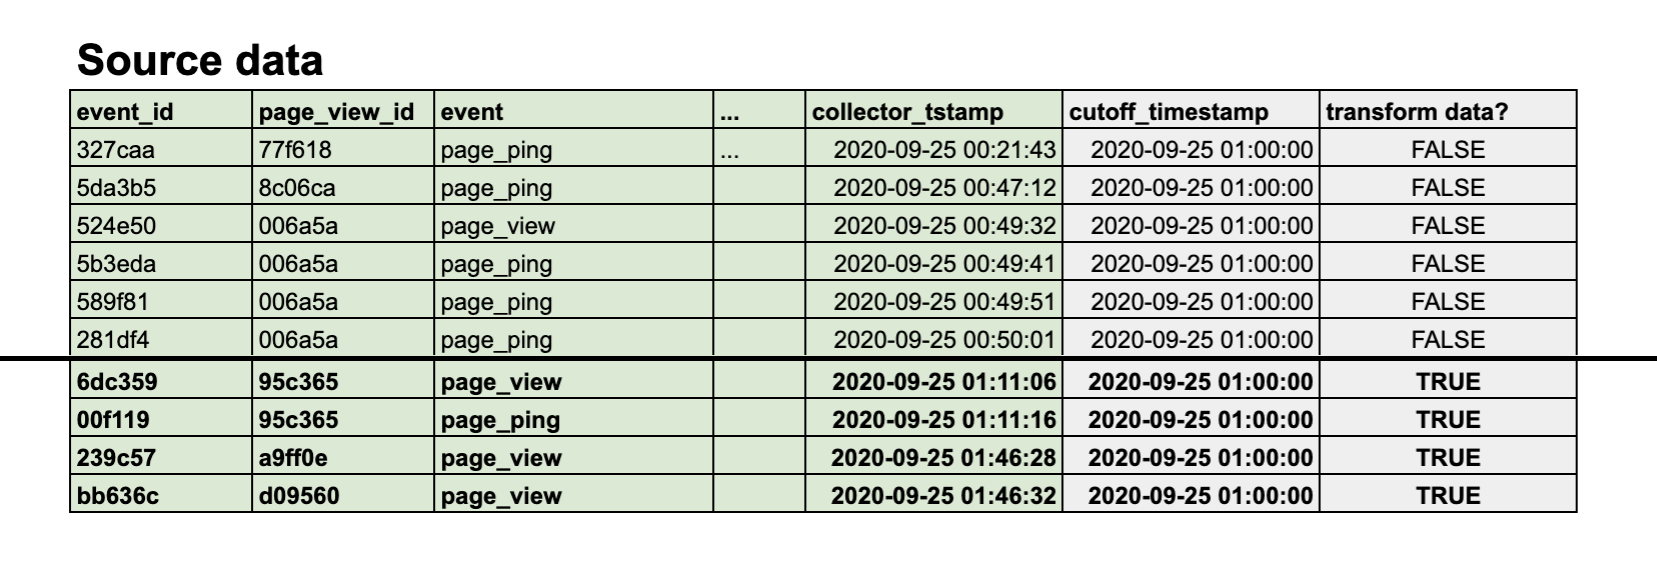 Source data
event_id page_view_id event ... collector_tstamp cutoff_timestamp transform data?
327caa 77f618 page_ping ... 2020-09-25 00:21:43 2020-09-25 01:00:00 FALSE
5da3b5 8c06ca page_ping 2020-09-25 00:47:12 2020-09-25 01:00:00 FALSE
524e50 006a5a page_view 2020-09-25 00:49:32 2020-09-25 01:00:00 FALSE
5b3eda 006a5a page_ping 2020-09-25 00:49:41 2020-09-25 01:00:00 FALSE
589f81 006a5a page_ping 2020-09-25 00:49:51 2020-09-25 01:00:00 FALSE
281df4 006a5a page_ping 2020-09-25 00:50:01 2020-09-25 01:00:00 FALSE
6dc359 95c365 page_view 2020-09-25 01:11:06 2020-09-25 01:00:00 TRUE
00f119 95c365 page_ping 2020-09-25 01:11:16 2020-09-25 01:00:00 TRUE
239c57 a9ff0e page_view 2020-09-25 01:46:28 2020-09-25 01:00:00 TRUE
bb636c d09560 page_view 2020-09-25 01:46:32 2020-09-25 01:00:00 TRUE